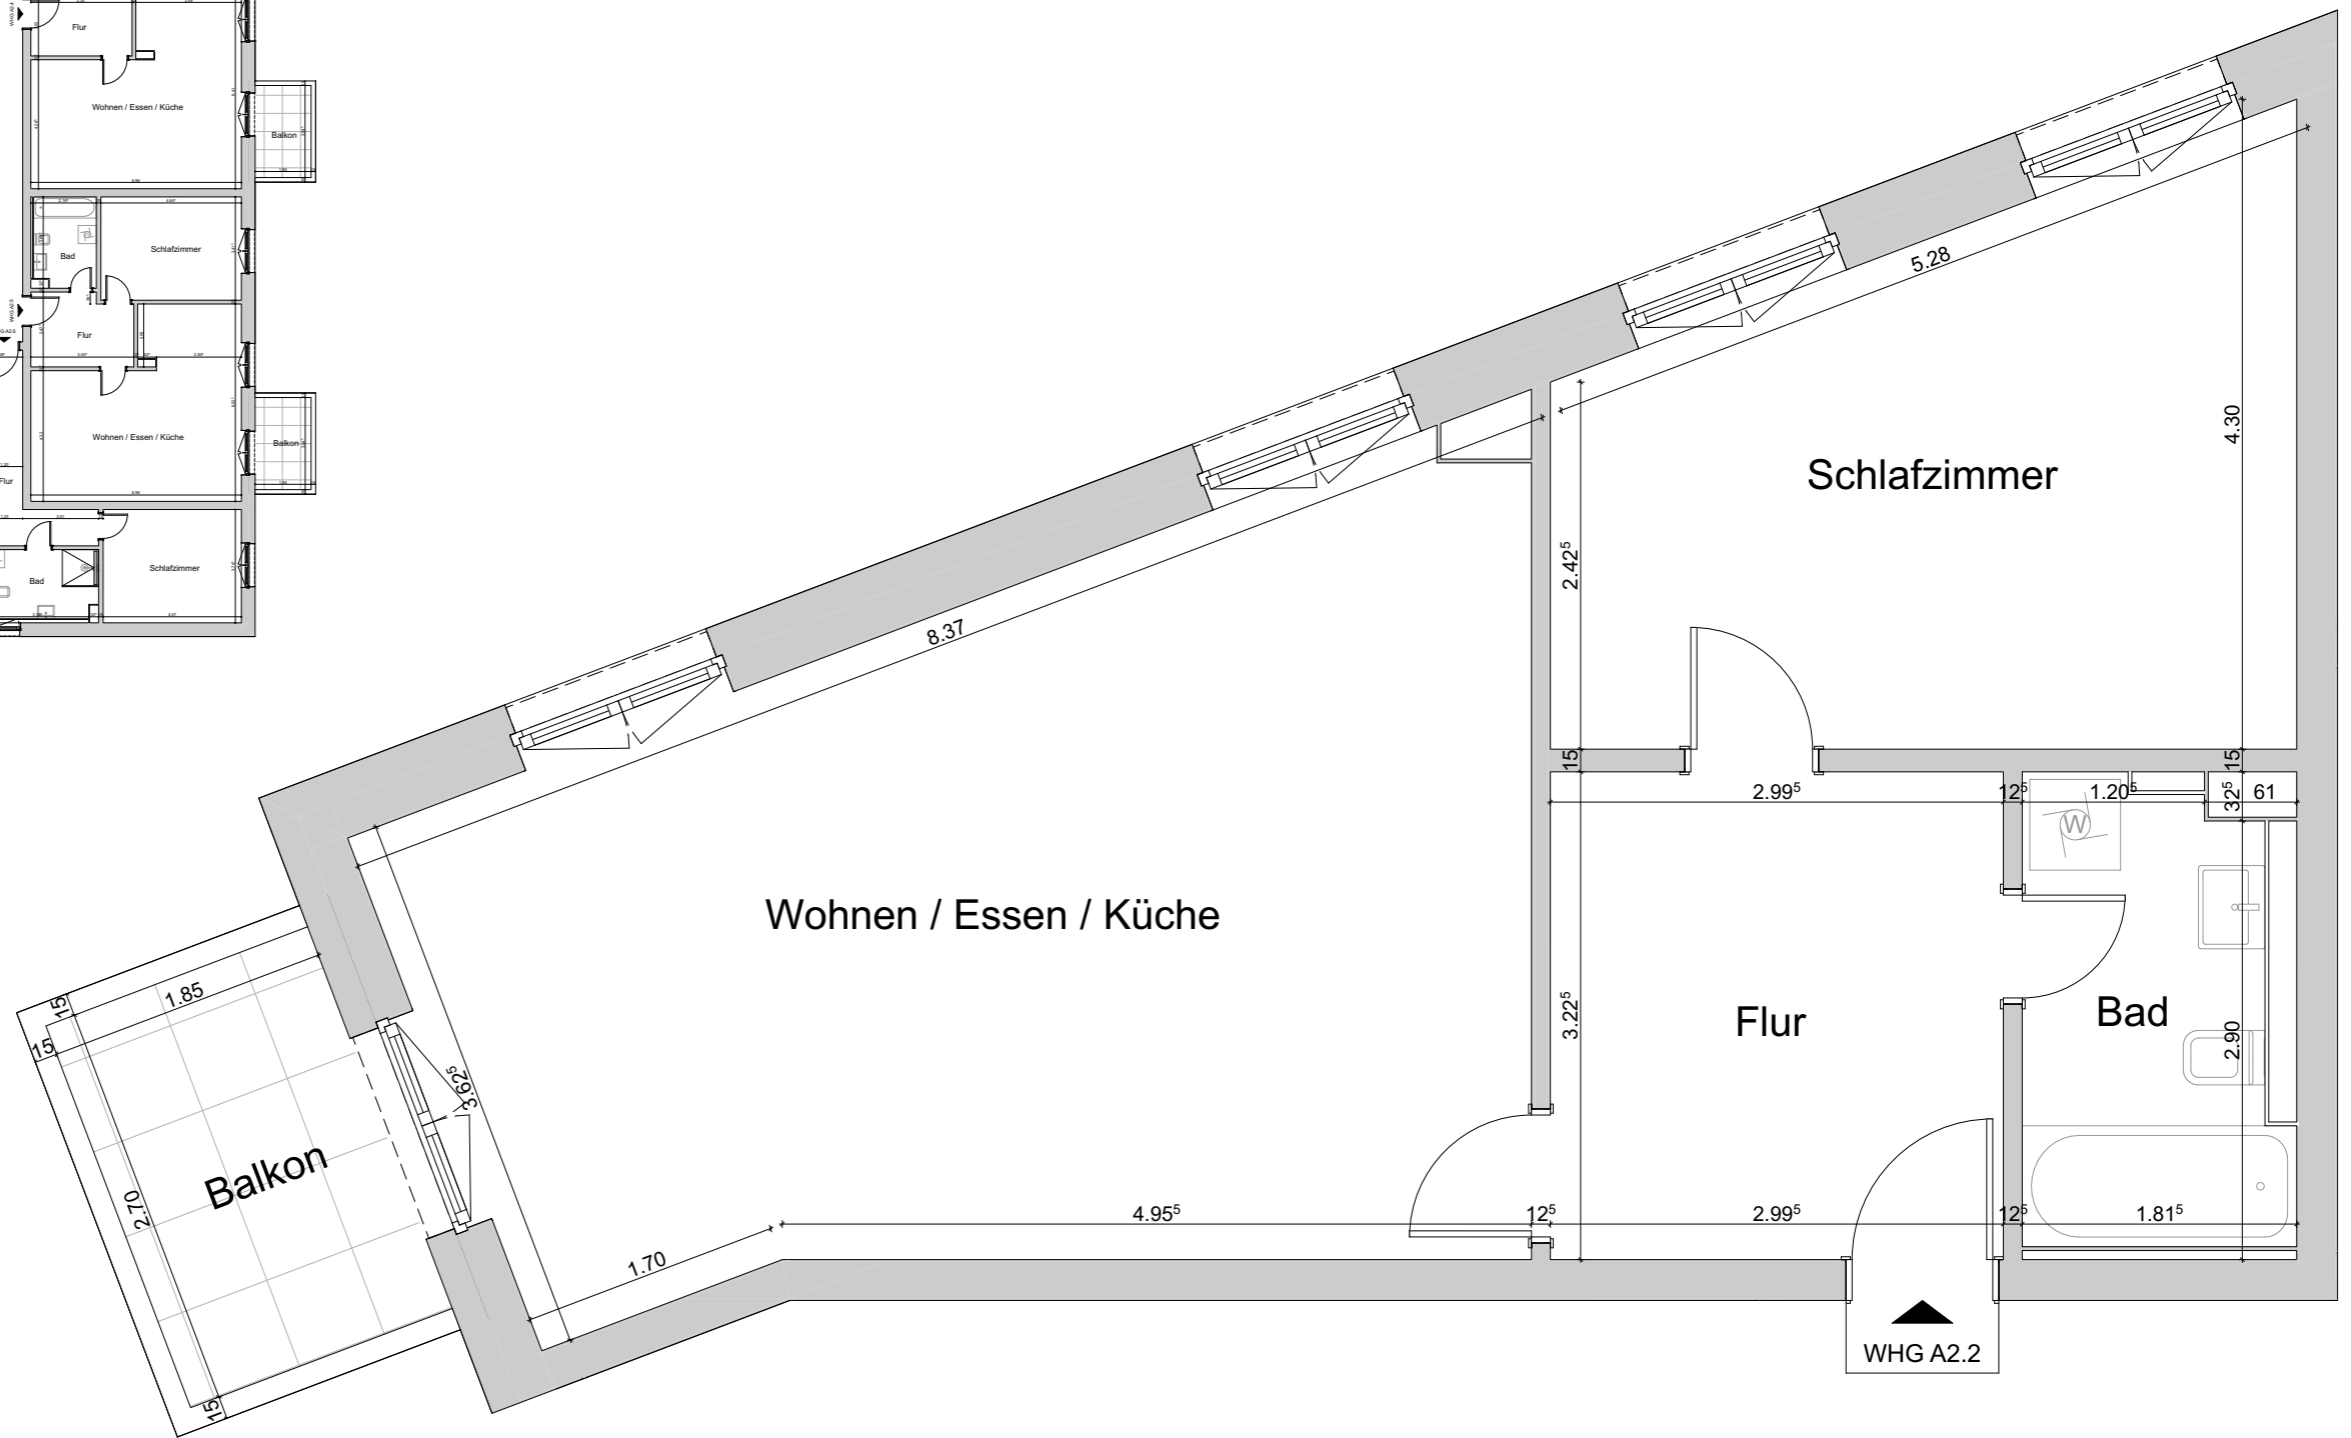 Flur
Wohnen / Essen / Küche
Balkon
Bad
Schlafzimmer
Flur
Wohnen / Essen / Küche
Balkon
Flur
Bad
Schlafzimmer
5.28
8.37
4.30
Schlafzimmer
2.42⁵
15
15
2.99⁵
12⁵
1.20⁵
32⁵
61
W
Wohnen / Essen / Küche
3.22⁵
Flur
Bad
2.90
15
1.85
15
3.62⁵
Balkon
2.70
15
1.70
4.95⁵
12⁵
2.99⁵
12⁵
1.81⁵
WHG A2.2